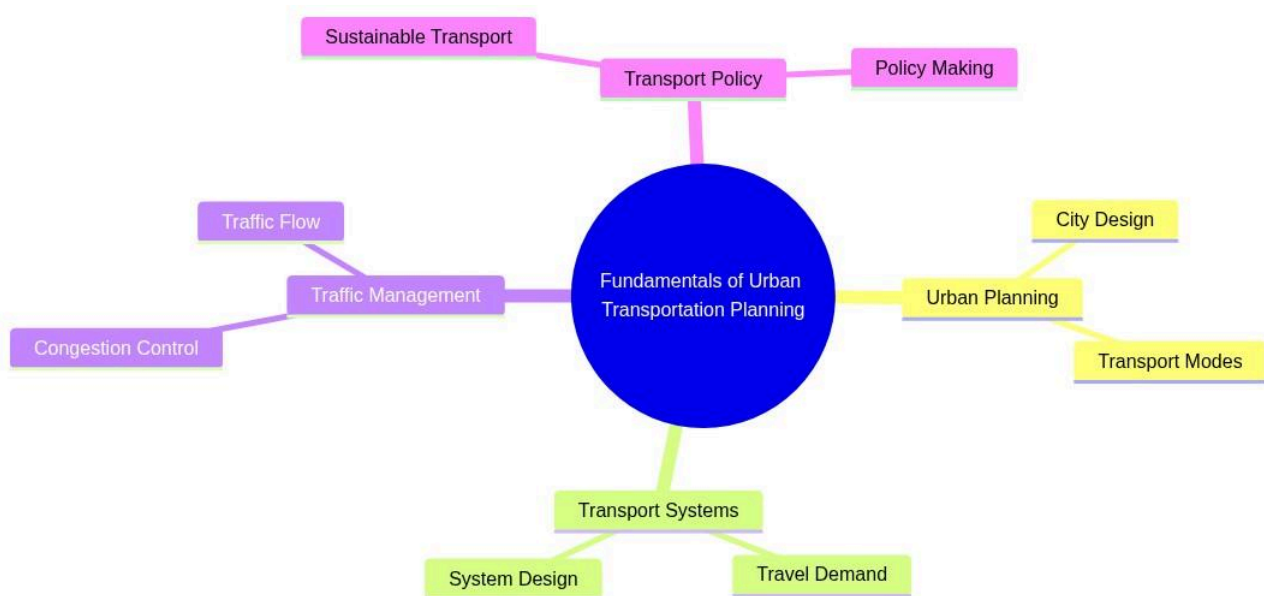 Sustainable Transport
Transport Policy
Policy Making
Traffic Flow
City Design
Traffic Management
Fundamentals of Urban
Transportation Planning
Urban Planning
Congestion Control
Transport Modes
Transport Systems
System Design
Travel Demand